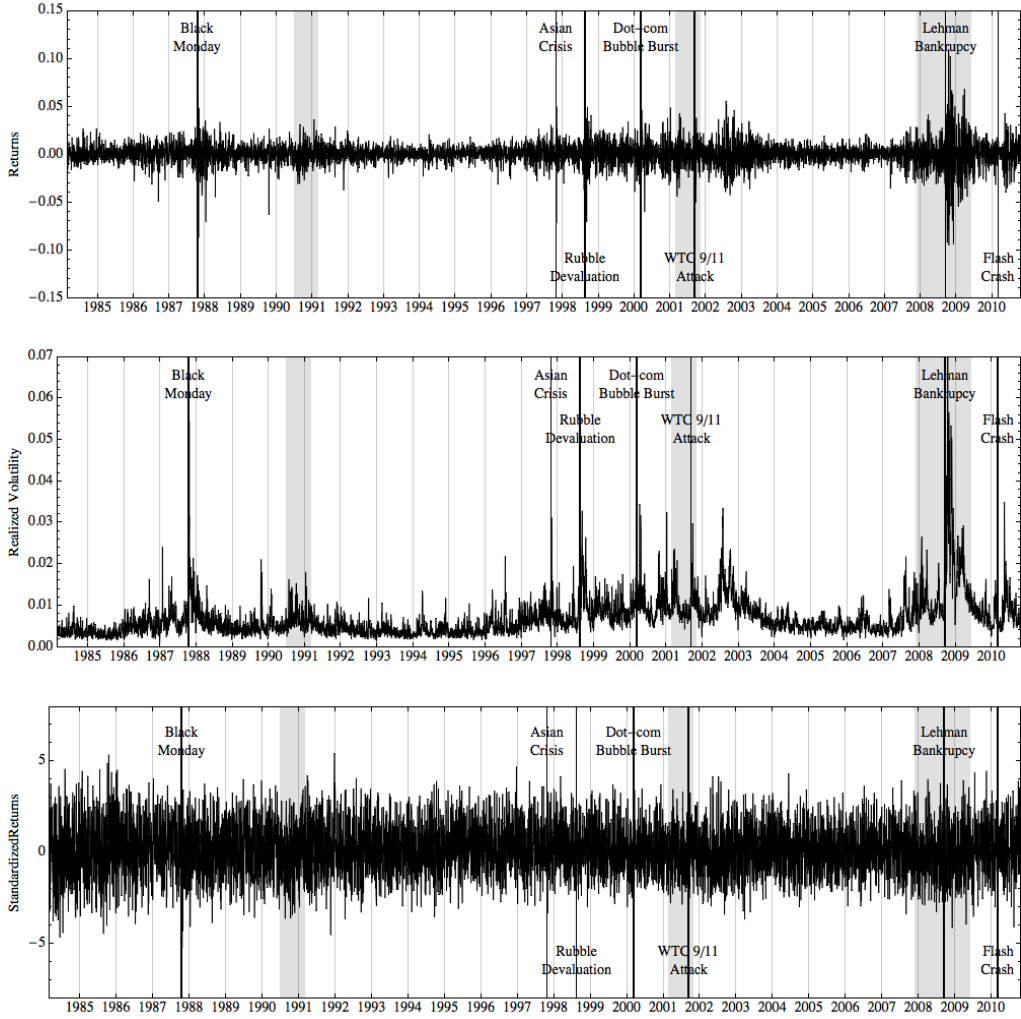 0.15
Black
Monday
Asian
Crisis
Dot-com
Bubble Burst
Lehman
Bankrupcy
0.10
0.05
Returns
0.00
-0.05
-0.10
Rubble
Devaluation
WTC 9/11
Attack
Flash
Crash
-0.15
1985 1986 1987 1988 1989 1990 1991 1992 1993 1994 1995 1996 1997 1998 1999 2000 2001 2002 2003 2004 2005 2006 2007 2008 2009 2010
0.07
Black
Monday
Asian
Crisis
Dot-com
Bubble Burst
Lehman
Bankrupcy
0.06
Rubble
Devaluation
WTC 9/11
Attack
Flash
Crash
0.05
0.04
Realized Volatility
0.03
0.02
0.01
0.00
1985 1986 1987 1988 1989 1990 1991 1992 1993 1994 1995 1996 1997 1998 1999 2000 2001 2002 2003 2004 2005 2006 2007 2008 2009 2010
Black
Monday
Asian
Crisis
Dot-com
Bubble Burst
Lehman
Bankrupcy
5
StandardizedReturns
0
-5
Rubble
Devaluation
WTC 9/11
Attack
Flash
Crash
1985 1986 1987 1988 1989 1990 1991 1992 1993 1994 1995 1996 1997 1998 1999 2000 2001 2002 2003 2004 2005 2006 2007 2008 2009 2010